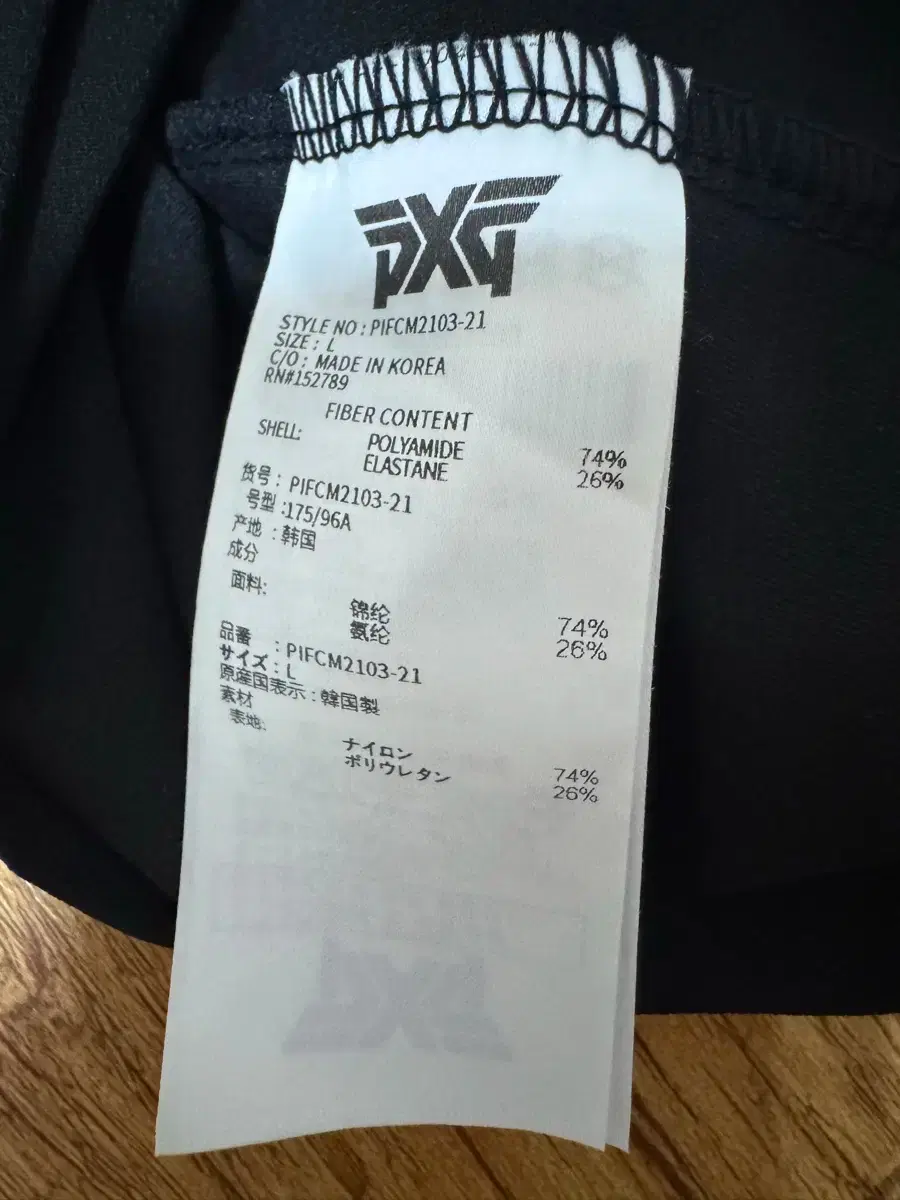 PXG
STYLE NO : PIFCM2103-21
SIZE : L
C/O : MADE IN KOREA
RN#152789
FIBER CONTENT
SHELL:
POLYAMIDE 74%
ELASTANE 26%
货号 : PIFCM2103-21
号型 :175/96A
产地 : 韩国
成分
面料:
锦纶 74%
氨纶 26%
品番 : PIFCM2103-21
サイズ : L
原産国表示 : 韓国製
素材
表地:
ナイロン 74%
ポリウレタン 26%